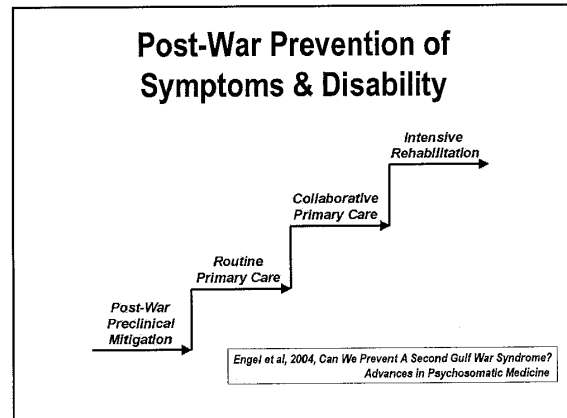 Post-War Prevention of
Symptoms & Disability
Intensive
Rehabilitation
Collaborative
Primary Care
Routine
Primary Care
Post-War
Preclinical
Mitigation
Engel et al, 2004, Can We Prevent A Second Gulf War Syndrome?
Advances in Psychosomatic Medicine